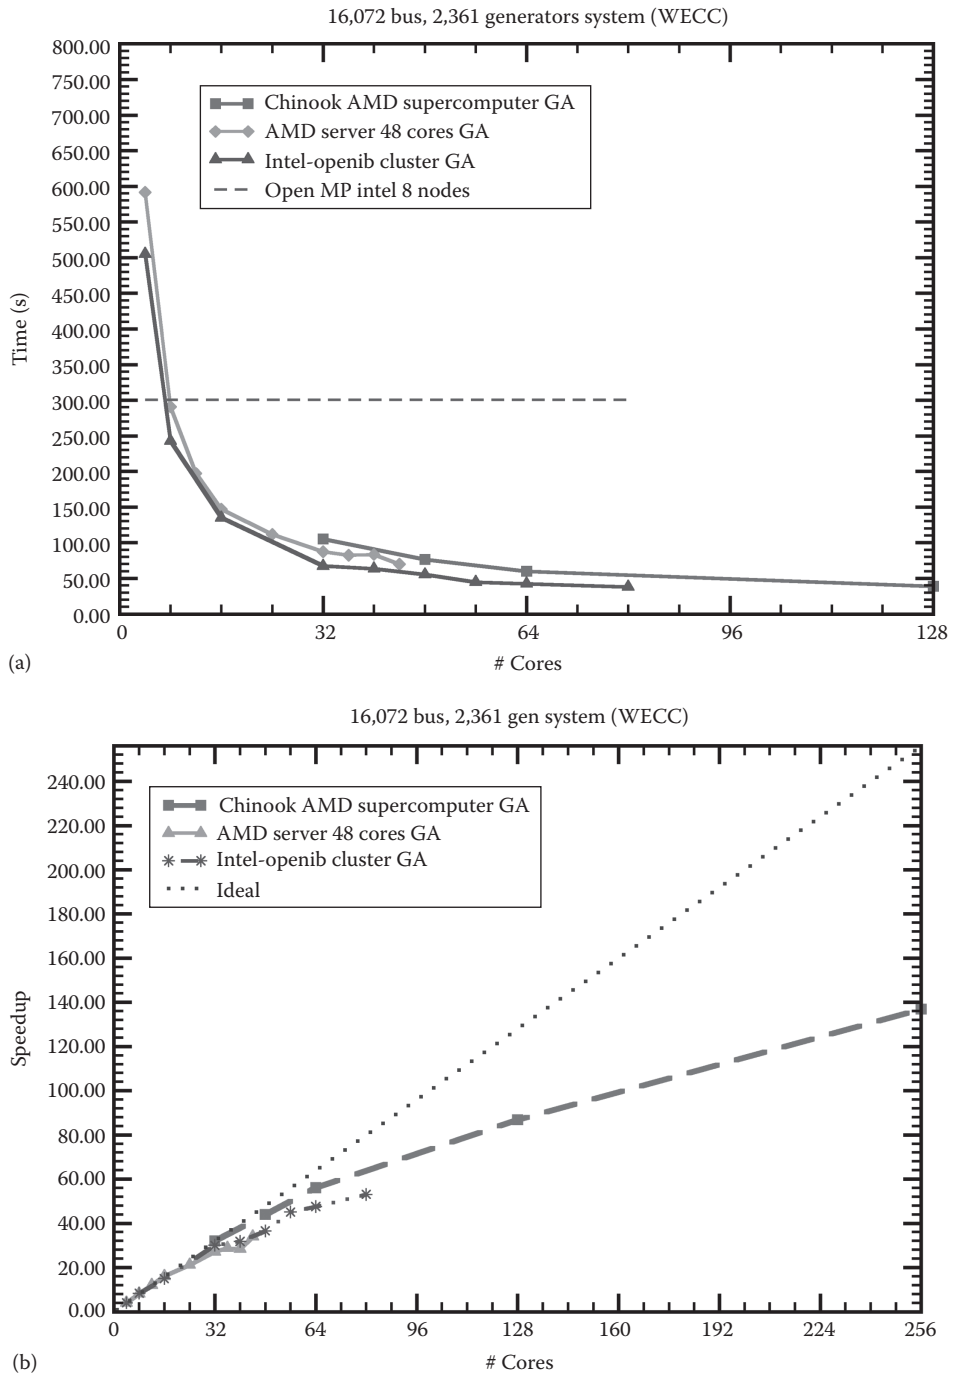 16,072 bus, 2,361 generators system (WECC)
800.00
750.00
700.00
650.00
600.00
550.00
500.00
450.00
400.00
350.00
300.00
250.00
200.00
150.00
100.00
50.00
0.00
Time (s)
Chinook AMD supercomputer GA
AMD server 48 cores GA
Intel-openib cluster GA
Open MP intel 8 nodes
0 32 64 96 128
(a)
# Cores
16,072 bus, 2,361 gen system (WECC)
240.00
220.00
200.00
180.00
160.00
140.00
120.00
100.00
80.00
60.00
40.00
20.00
0.00
Speedup
Chinook AMD supercomputer GA
AMD server 48 cores GA
Intel-openib cluster GA
Ideal
0 32 64 96 128 160 192 224 256
(b)
# Cores